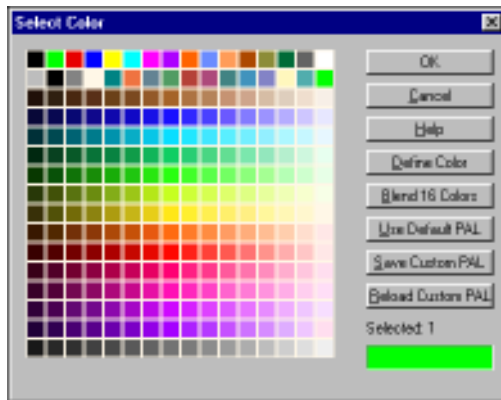 Select Color
OK
Cancel
Help
Define Color
Blend 16 Colors
Use Default PAL
Save Custom PAL
Reload Custom PAL
Selected: 1